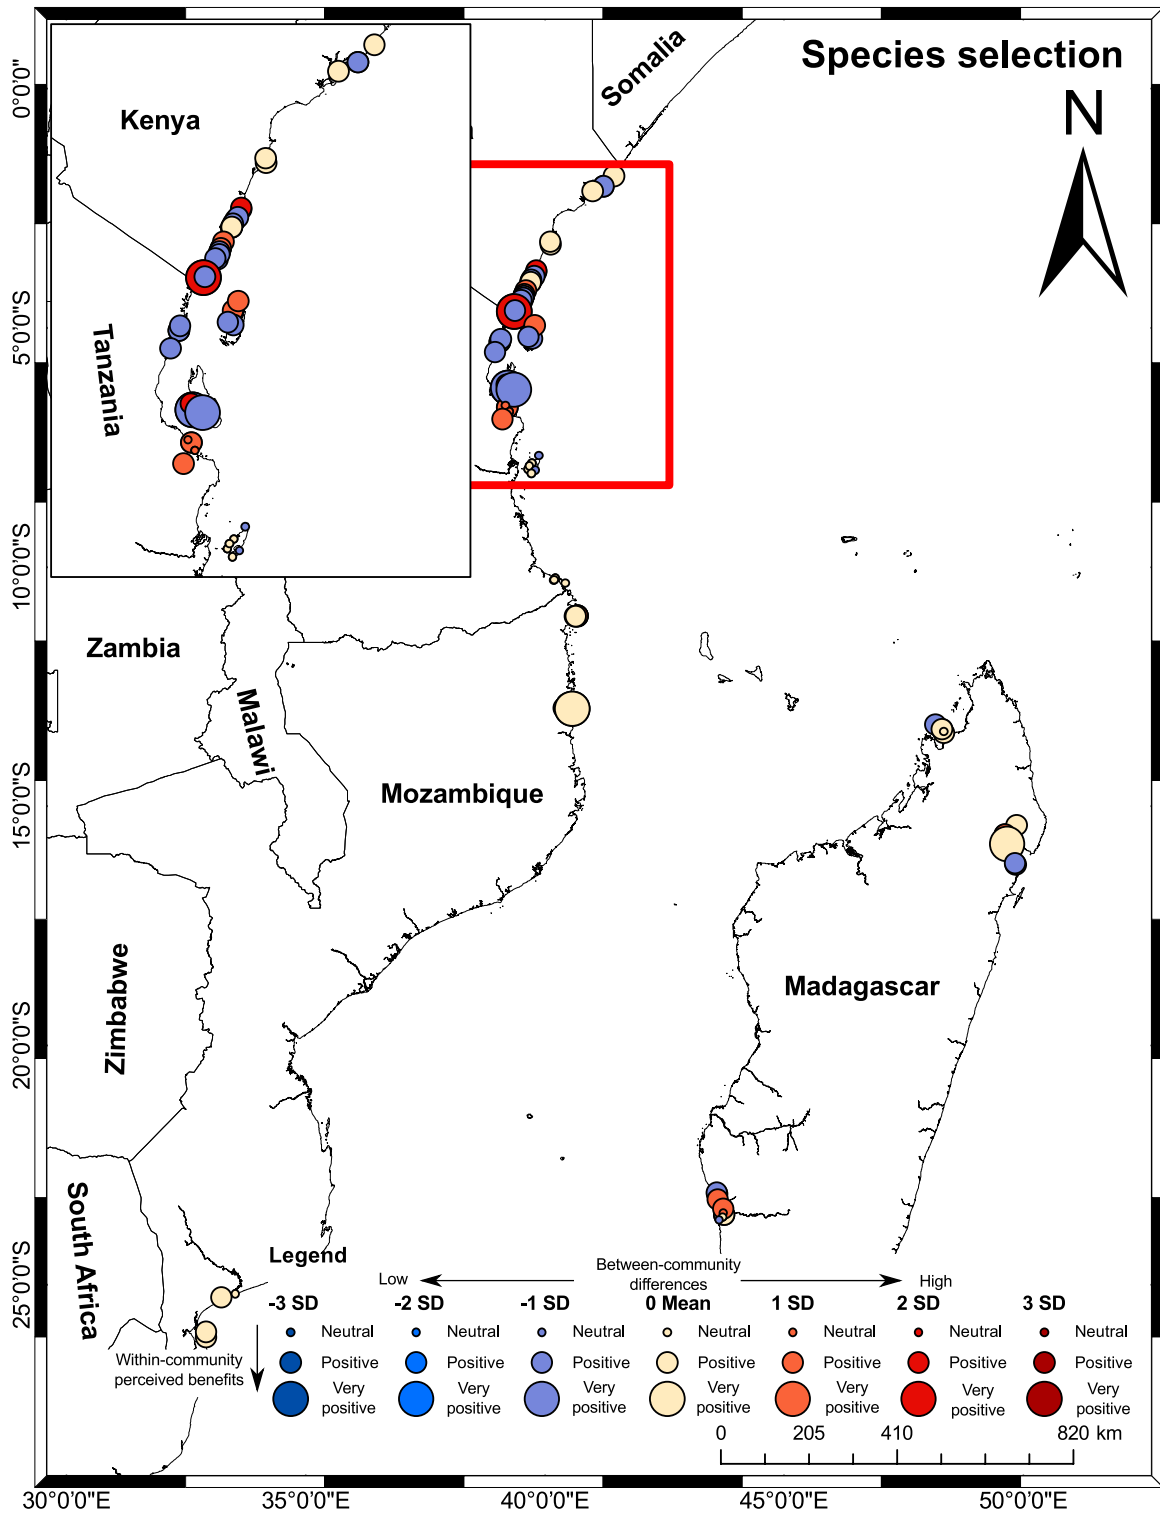 Species selection
N
Somalia
Kenya
Tanzania
Zambia
Malawi
Mozambique
Zimbabwe
Madagascar
South Africa
0°0'0"
5°0'0"S
10°0'0"S
15°0'0"S
20°0'0"S
25°0'0"S
Legend
Between-community
differences
Low
High
-3 SD -2 SD -1 SD 0 Mean 1 SD 2 SD 3 SD
Neutral Neutral Neutral Neutral Neutral Neutral Neutral
Within-community
perceived benefits
Positive Positive Positive Positive Positive Positive Positive
Very Very Very Very Very Very Very
positive positive positive positive positive positive positive
0 205 410 820 km
30°0'0"E 35°0'0"E 40°0'0"E 45°0'0"E 50°0'0"E